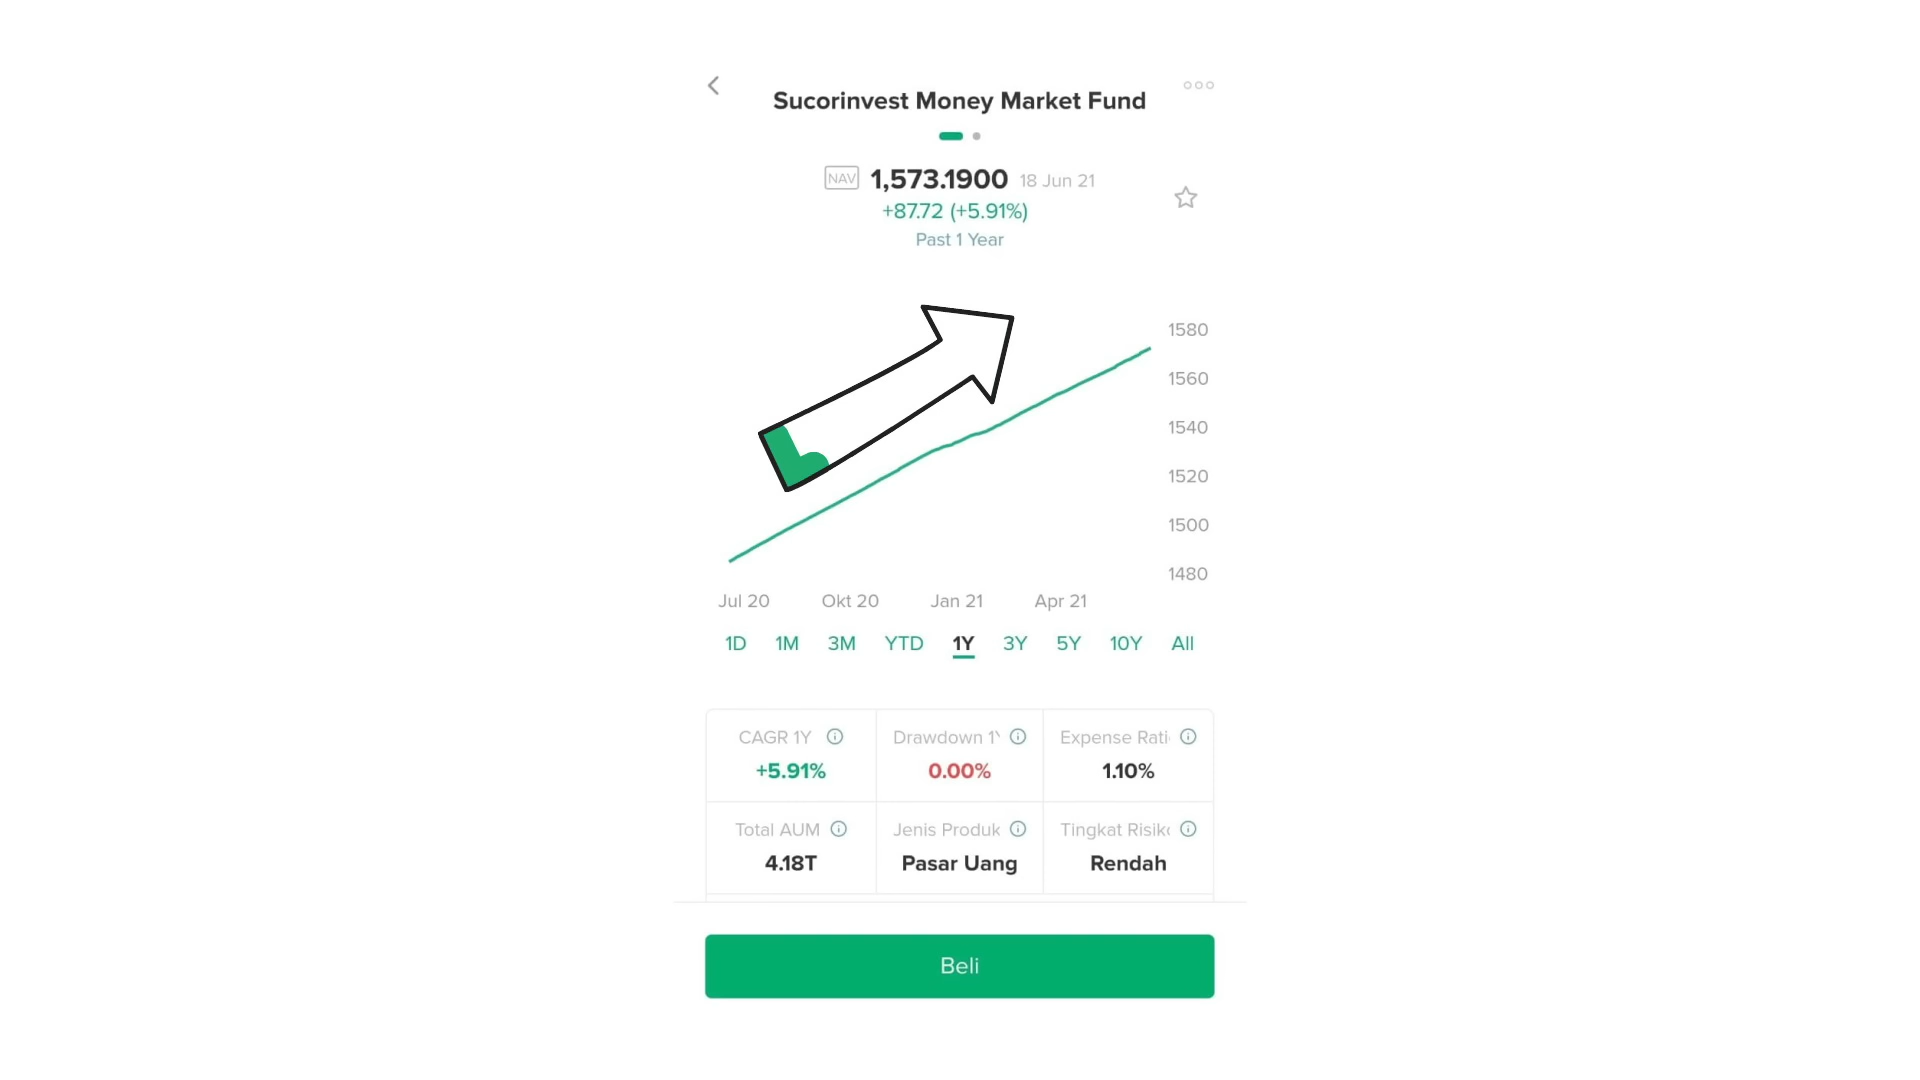 Sucorinvest Money Market Fund
NAV 1,573.1900 18 Jun 21
+87.72 (+5.91%)
Past 1 Year
1580
1560
1540
1520
1500
1480
Jul 20 Okt 20 Jan 21 Apr 21
1D 1M 3M YTD 1Y 3Y 5Y 10Y All
CAGR 1Y Drawdown 1Y Expense Rati
+5.91% 0.00% 1.10%
Total AUM Jenis Produk Tingkat Risiko
4.18T Pasar Uang Rendah
Beli